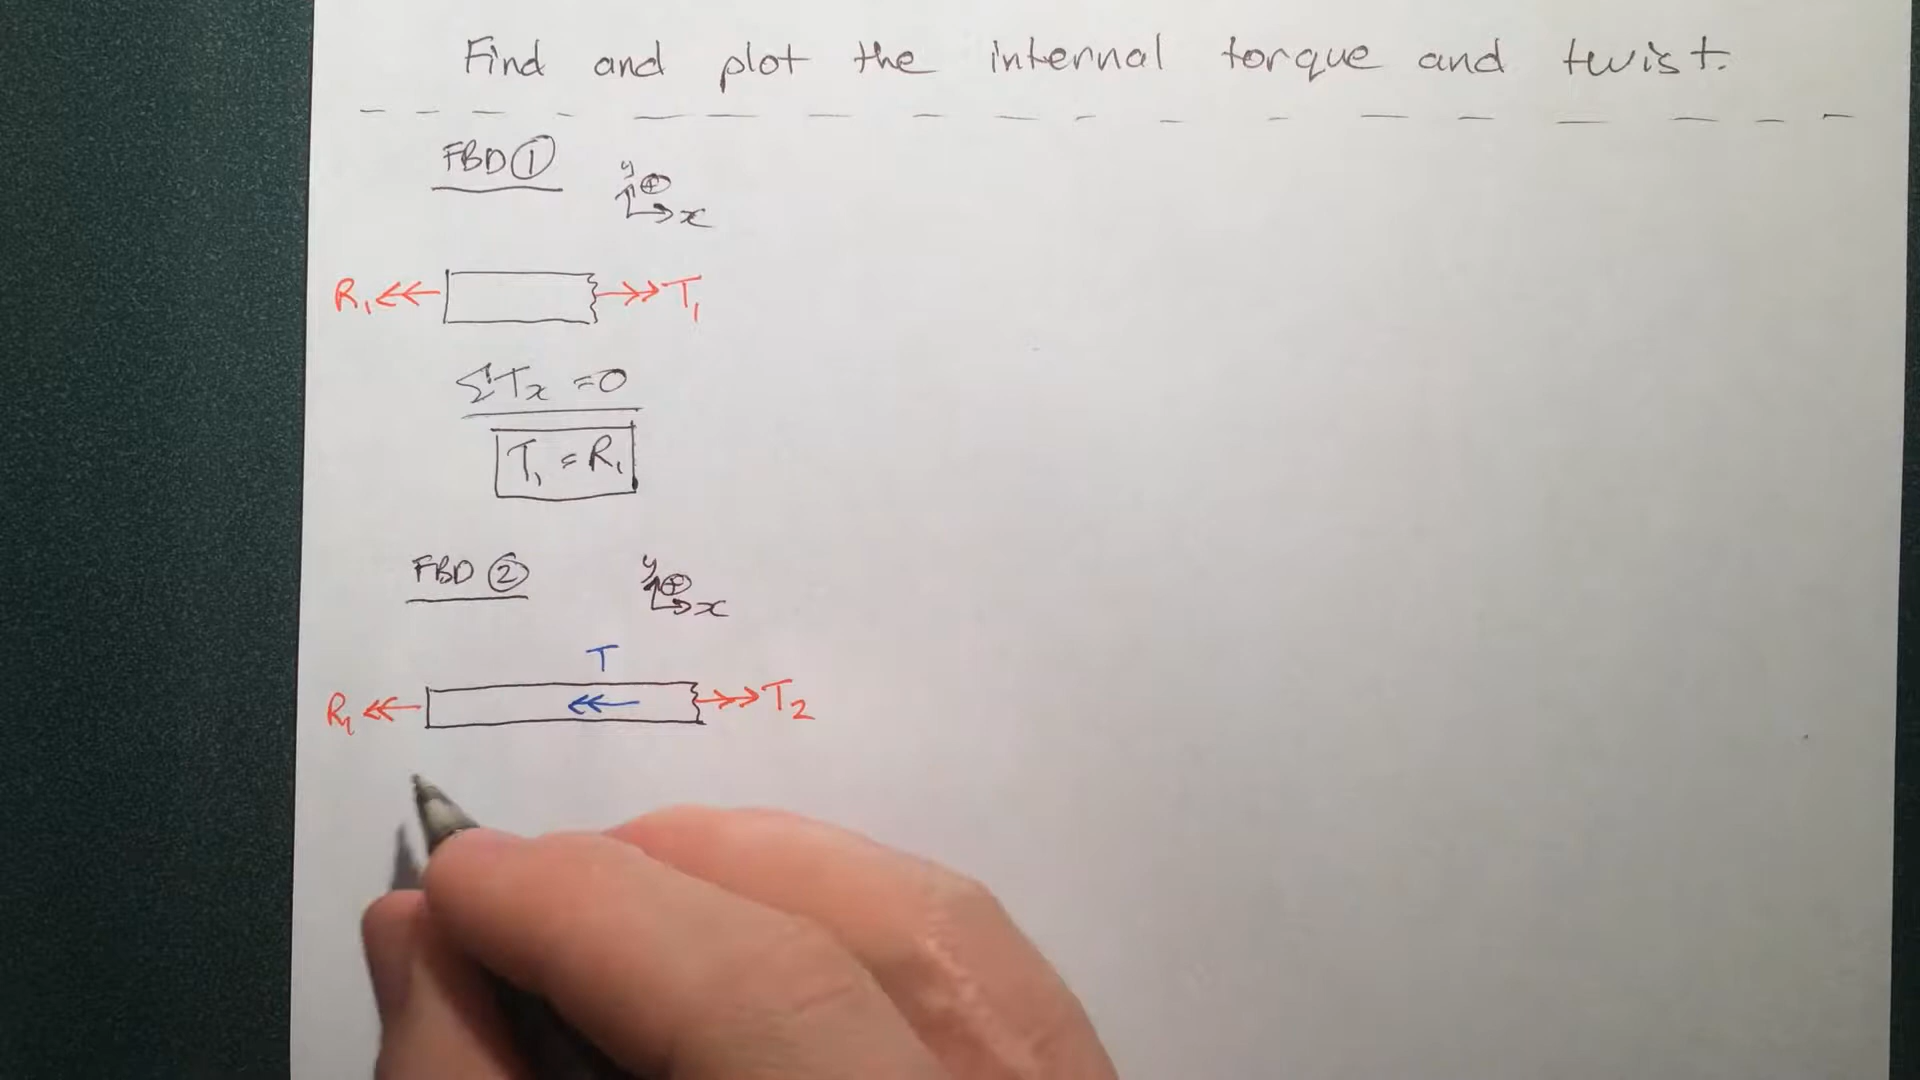 Find and plot the internal torque and twist.
FBD ①
y ⊕
x
R₁ T₁
ΣTx = 0
T₁ = R₁
FBD ②
y ⊕
x
T
R₁ T₂